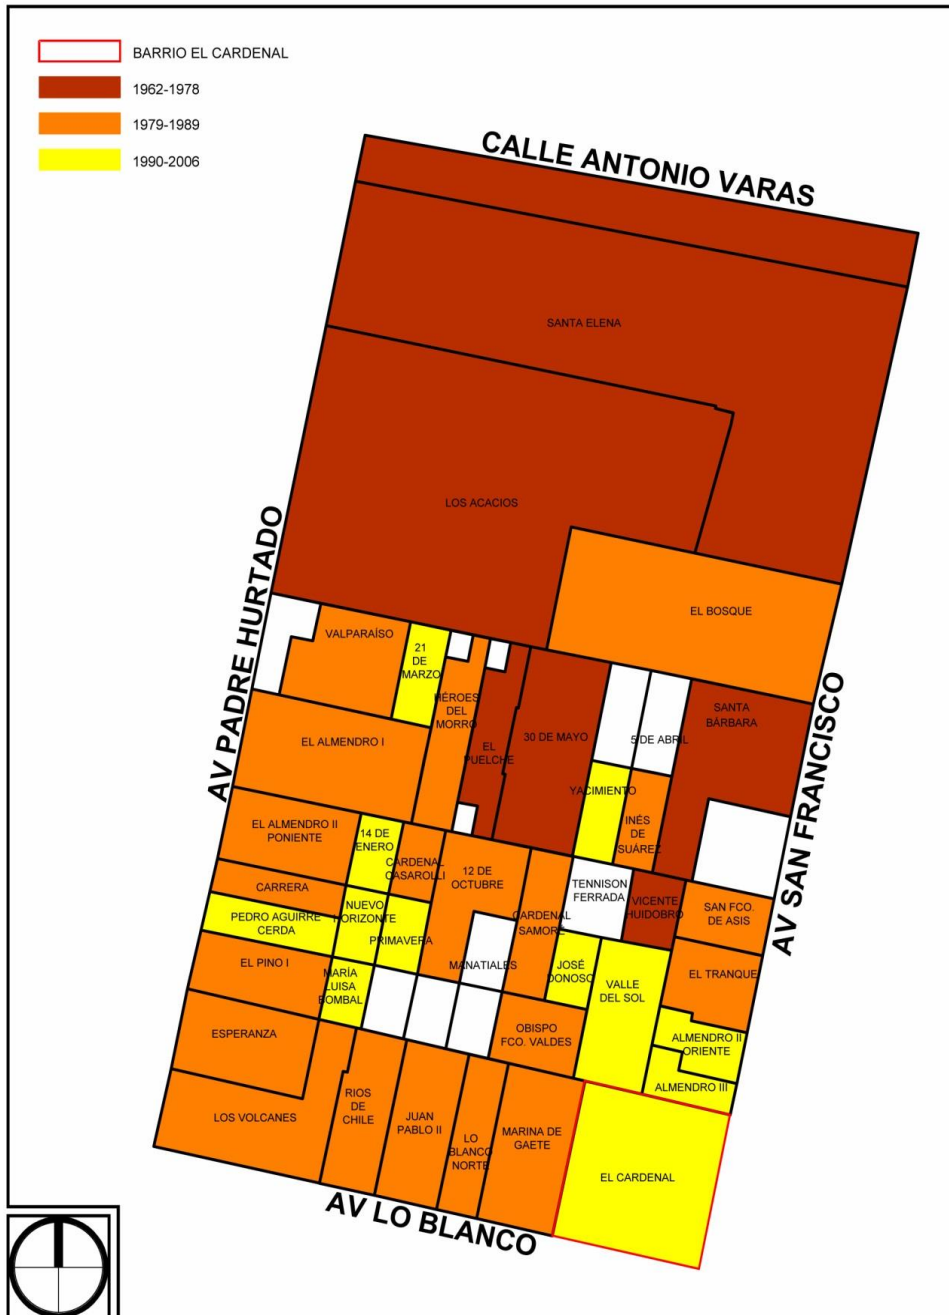 BARRIO EL CARDENAL
1962-1978
1979-1989
1990-2006
CALLE ANTONIO VARAS
SANTA ELENA
LOS ACACIOS
AV PADRE HURTADO
EL BOSQUE
VALPARAÍSO
21
DE
MARZO
HÉROES
DEL
MORRO
EL
PUELCHE
30 DE MAYO
5 DE ABRIL
SANTA
BÁRBARA
AV SAN FRANCISCO
EL ALMENDRO I
YACIMIENTO
INÉS
DE
SUÁREZ
EL ALMENDRO II
PONIENTE
14 DE
ENERO
CARDENAL
CASAROLLI
12 DE
OCTUBRE
TENNISON
FERRADA
VICENTE
HUIDOBRO
CARRERA
NUEVO
HORIZONTE
PRIMAVERA
CARDENAL
SAMORÉ
SAN FCO.
DE ASIS
PEDRO AGUIRRE
CERDA
EL PINO I
MARÍA
LUISA
BOMBAL
MANATIALES
JOSÉ
DONOSO
VALLE
DEL SOL
EL TRANQUE
ESPERANZA
OBISPO
FCO. VALDES
ALMENDRO II
ORIENTE
ALMENDRO III
LOS VOLCANES
RIOS
DE
CHILE
JUAN
PABLO II
LO
BLANCO
NORTE
MARINA DE
GAETE
EL CARDENAL
AV LO BLANCO